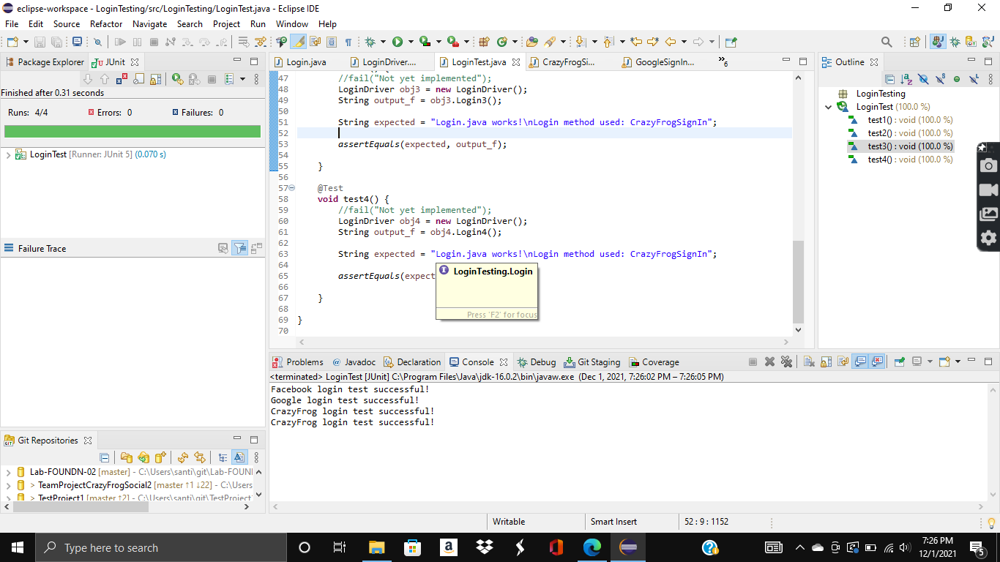 eclipse-workspace - LoginTesting/src/LoginTesting/LoginTest.java - Eclipse IDE
File Edit Source Refactor Navigate Search Project Run Window Help
Package Explorer JUnit
Finished after 0.31 seconds
Runs: 4/4 Errors: 0 Failures: 0
LoginTest [Runner: JUnit 5] (0.070 s)
Failure Trace
Git Repositories
Lab-FOUNDN-02 [master] - C:\Users\santi\git\Lab-FOUN
> TeamProjectCrazyFrogSocial2 [master ↑1 ↓22] - C:\Users
> TestProject1 [master ↑2] - C:\Users\santi\git\TestProject
Login.java LoginDriver.... LoginTest.java CrazyFrogSi... GoogleSignIn... »6
47 //fail("Not yet implemented");
48 LoginDriver obj3 = new LoginDriver();
49 String output_f = obj3.Login3();
50
51 String expected = "Login.java works!\nLogin method used: CrazyFrogSignIn";
52
53 assertEquals(expected, output_f);
54
55 }
56
57 @Test
58 void test4() {
59 //fail("Not yet implemented");
60 LoginDriver obj4 = new LoginDriver();
61 String output_f = obj4.Login4();
62
63 String expected = "Login.java works!\nLogin method used: CrazyFrogSignIn";
64
65 assertEquals(expect
66
67 }
68
69 }
70
LoginTesting.Login
Press 'F2' for focus
Outline
LoginTesting
LoginTest (100.0 %)
test1() : void (100.0 %)
test2() : void (100.0 %)
test3() : void (100.0 %)
test4() : void (100.0 %)
Problems @ Javadoc Declaration Console Debug Git Staging Coverage
<terminated> LoginTest [JUnit] C:\Program Files\Java\jdk-16.0.2\bin\javaw.exe (Dec 1, 2021, 7:26:02 PM – 7:26:05 PM)
Facebook login test successful!
Google login test successful!
CrazyFrog login test successful!
CrazyFrog login test successful!
Writable Smart Insert 52 : 9 : 1152
Type here to search
7:26 PM
12/1/2021
5